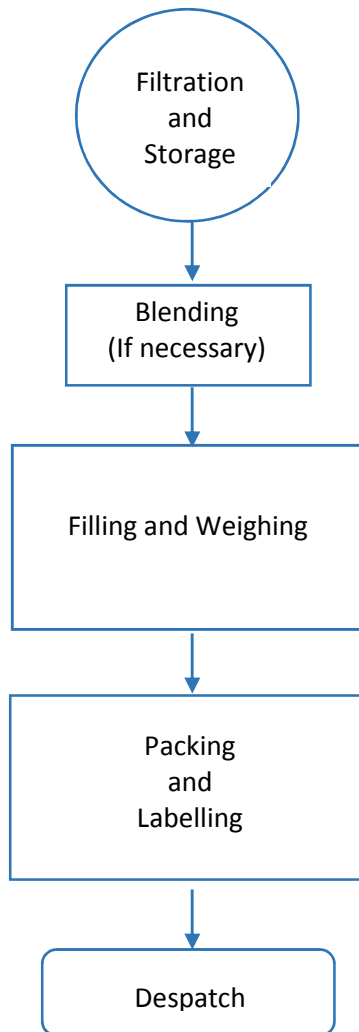 Filtration
and
Storage
Blending
(If necessary)
Filling and Weighing
Packing
and
Labelling
Despatch